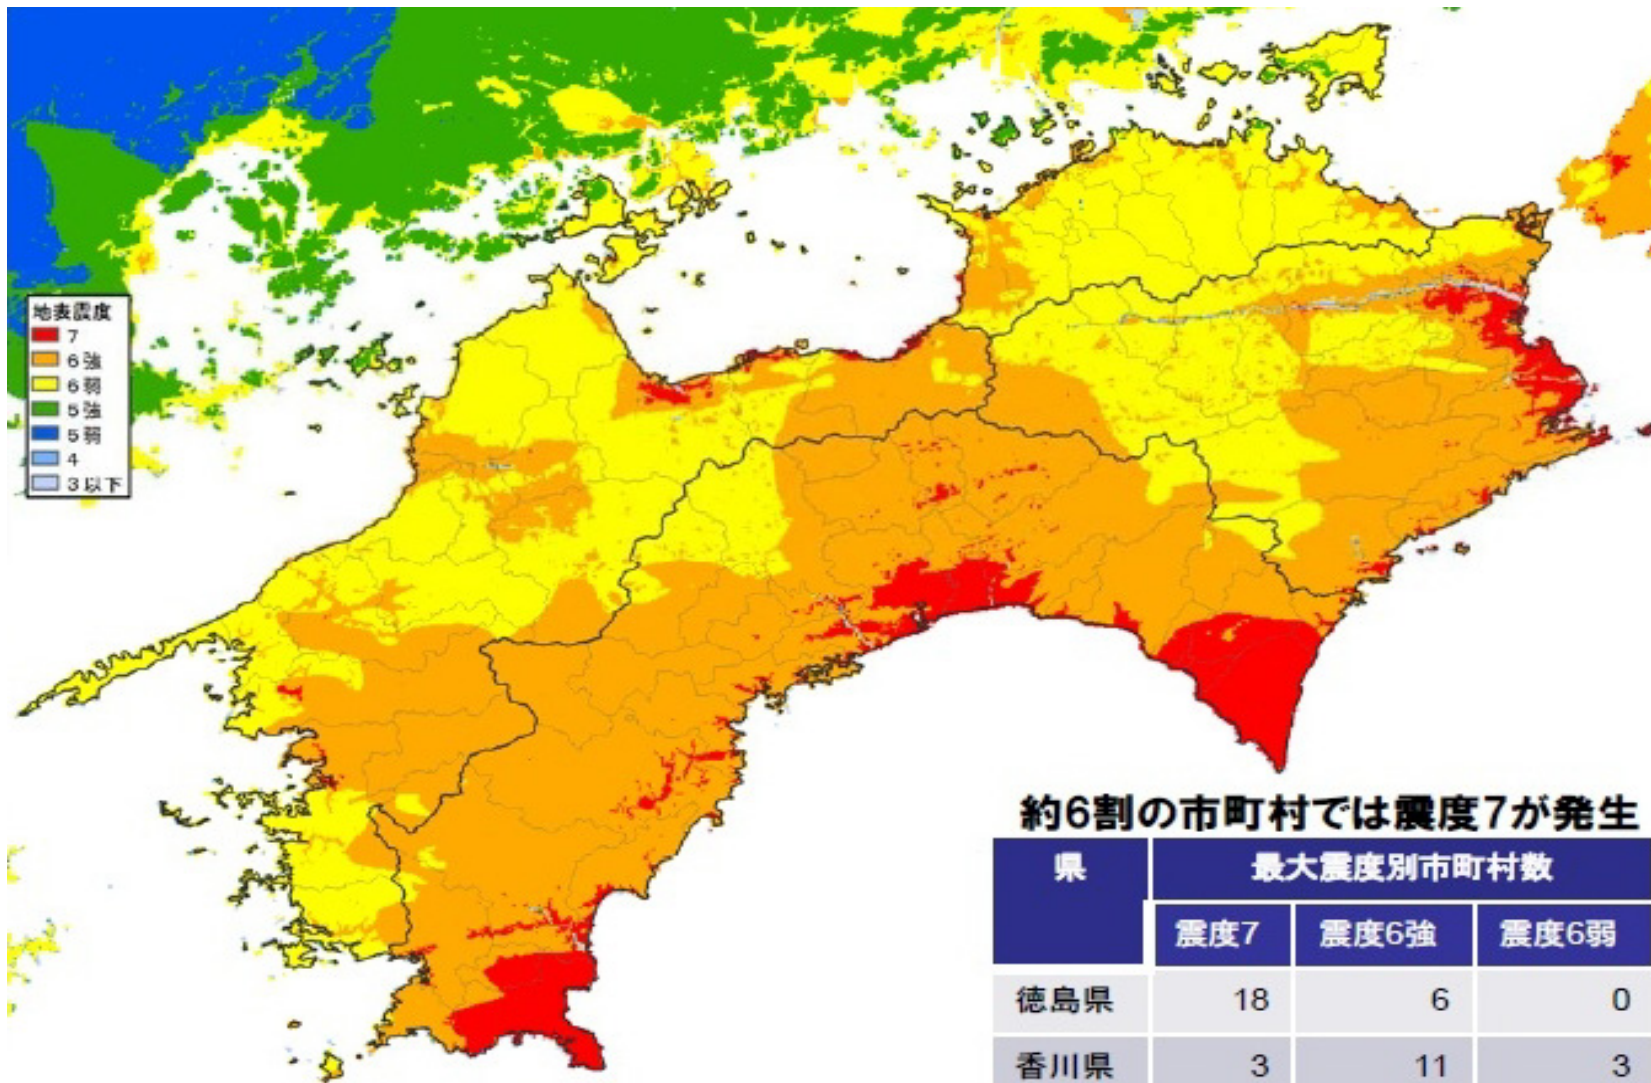 地表震度
7
6強
6弱
5強
5弱
4
3以下
約6割の市町村では震度7が発生
県 最大震度別市町村数
震度7 震度6強 震度6弱
徳島県 18 6 0
香川県 3 11 3